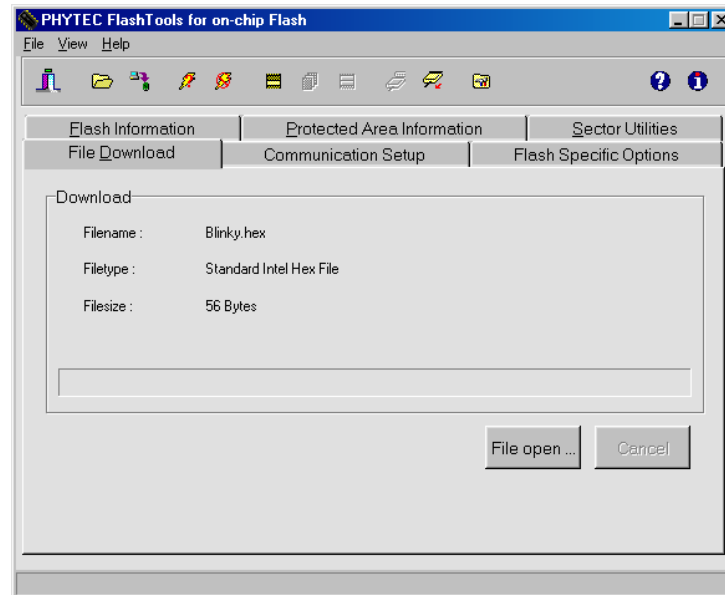 PHYTEC FlashTools for on-chip Flash
File View Help
Flash Information Protected Area Information Sector Utilities
File Download Communication Setup Flash Specific Options
Download
Filename : Blinky.hex
Filetype : Standard Intel Hex File
Filesize : 56 Bytes
File open ... Cancel